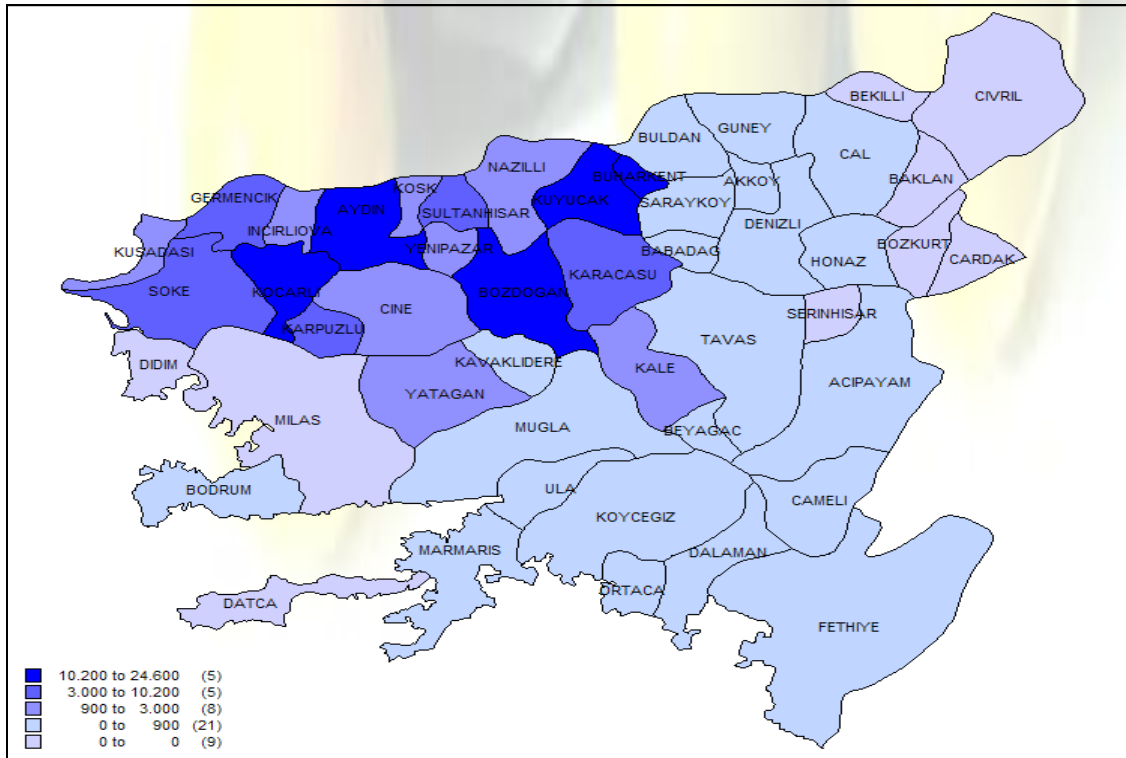 CIVRIL
BEKILLI
GUNEY
BULDAN
CAL
NAZILLI
BUHARKENT
AKKOY
BAKLAN
KOSK
GERMENCIK
AYDIN
SULTANHISAR
KUYUCAK
SARAYKOY
DENIZLI
INCIRLIOVA
KUSADASI
YENIPAZAR
BABADAG
BOZKURT
CARDAK
HONAZ
KARACASU
SOKE
KOCARLI
BOZDOGAN
CINE
SERINHISAR
KARPUZLU
TAVAS
DIDIM
KAVAKLIDERE
KALE
ACIPAYAM
YATAGAN
MILAS
MUGLA
BEYAGAC
BODRUM
ULA
CAMELI
KOYCEGIZ
MARMARIS
DALAMAN
ORTACA
DATCA
FETHIYE
10.200 to 24.600 (5)
3.000 to 10.200 (5)
900 to 3.000 (8)
0 to 900 (21)
0 to 0 (9)